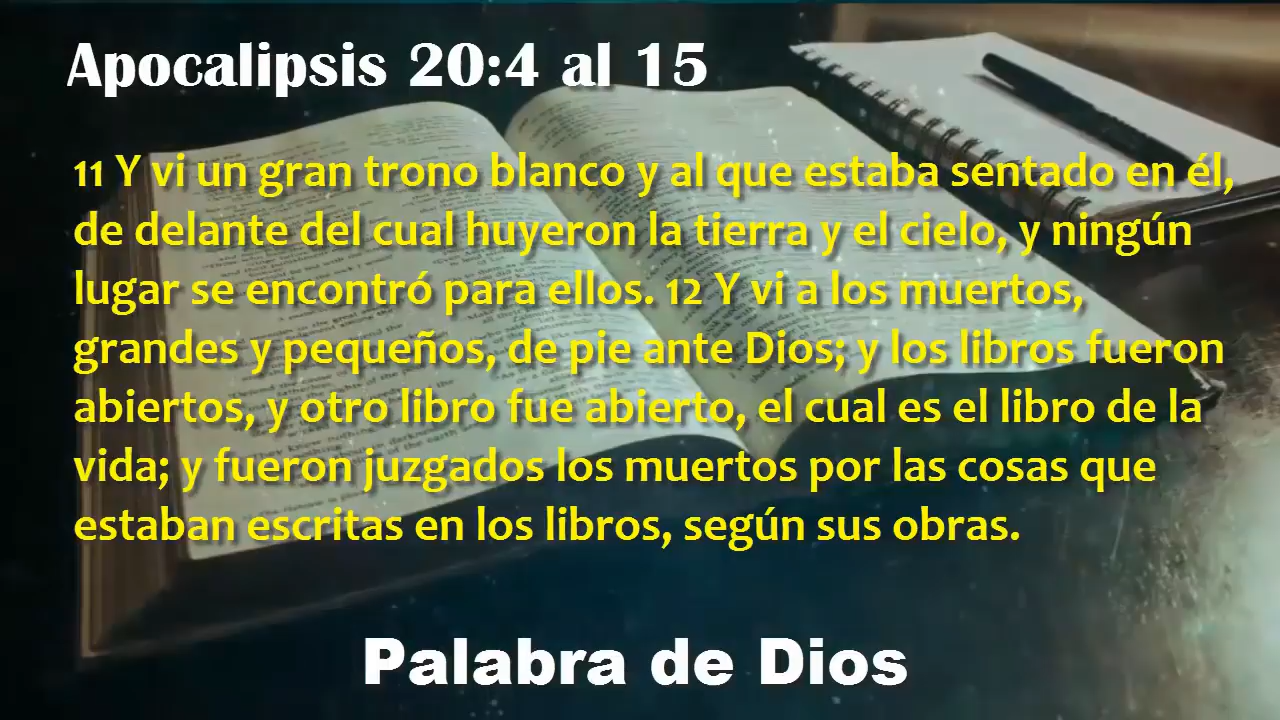 Apocalipsis 20:4 al 15
11 Y vi un gran trono blanco y al que estaba sentado en él,
de delante del cual huyeron la tierra y el cielo, y ningún
lugar se encontró para ellos. 12 Y vi a los muertos,
grandes y pequeños, de pie ante Dios; y los libros fueron
abiertos, y otro libro fue abierto, el cual es el libro de la
vida; y fueron juzgados los muertos por las cosas que
estaban escritas en los libros, según sus obras.
Palabra de Dios